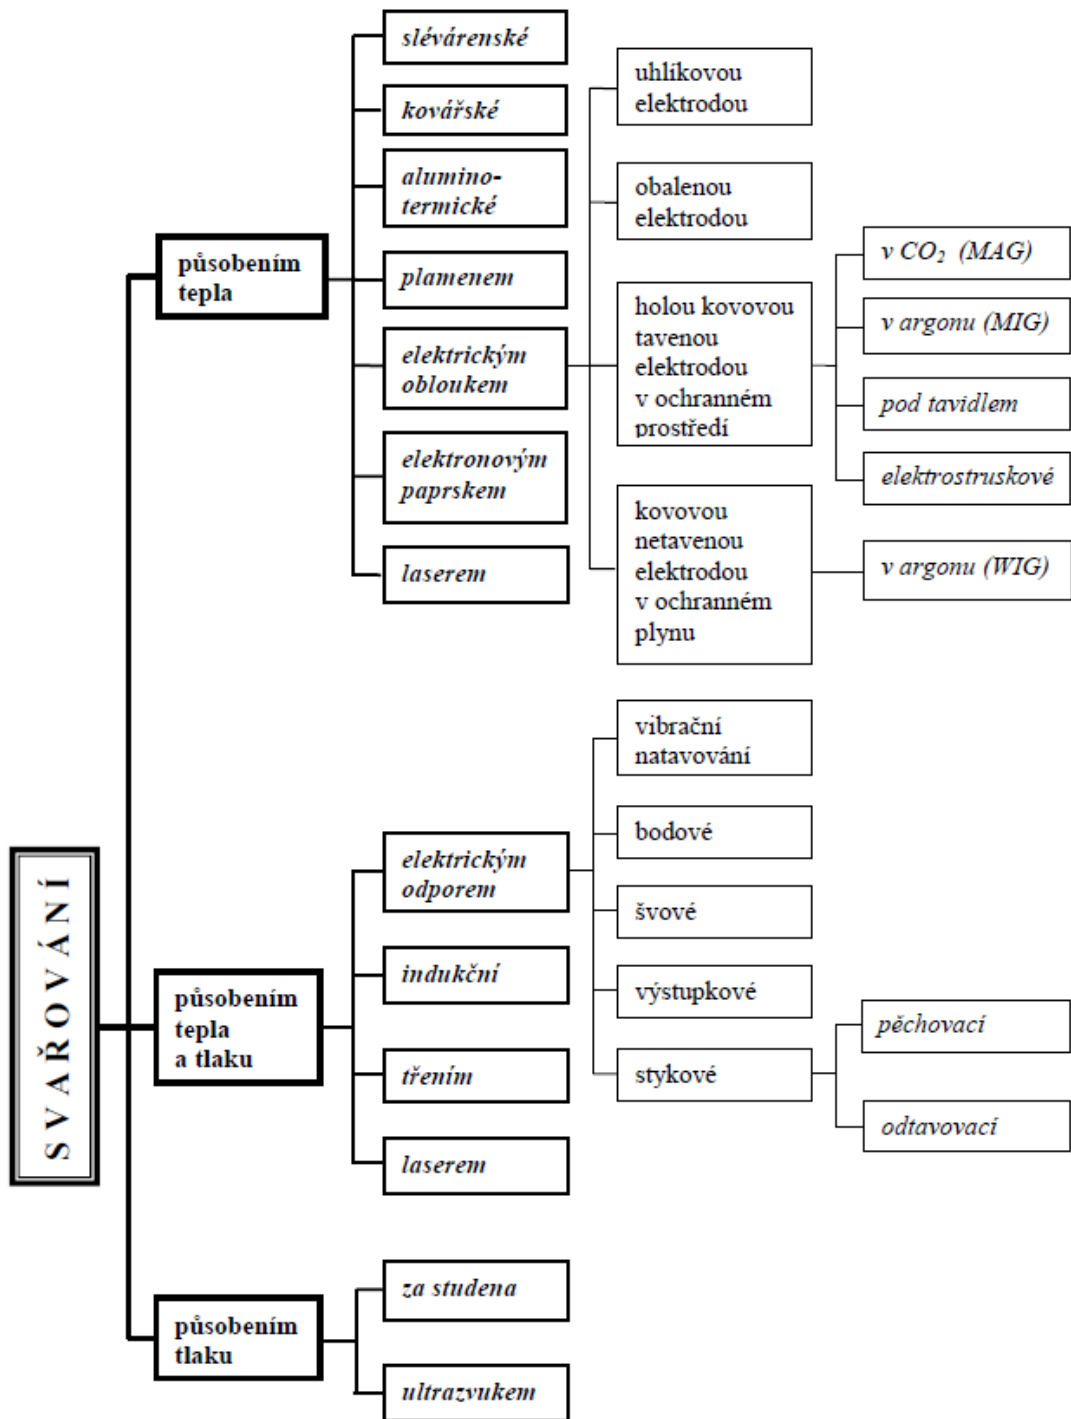 SVAŘOVÁNÍ
působením
tepla
slévárenské
kovářské
alumino-
termické
plamenem
elektrickým
obloukem
uhlíkovou
elektrodou
obalenou
elektrodou
holou kovovou
tavenou
elektrodou
v ochranném
prostředí
v CO₂ (MAG)
v argonu (MIG)
pod tavidlem
elektrostruskové
kovovou
netavenou
elektrodou
v ochranném
plynu
v argonu (WIG)
elektronovým
paprskem
laserem
působením
tepla
a tlaku
elektrickým
odporem
vibrační
natavování
bodové
švové
výstupkové
stykové
pěchovací
odtavovací
indukční
třením
laserem
působením
tlaku
za studena
ultrazvukem